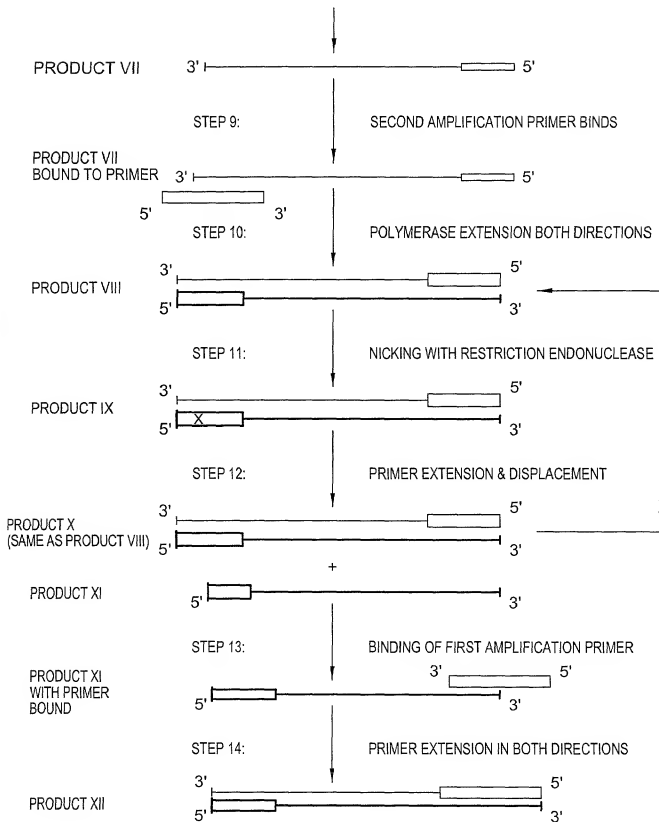 PRODUCT VII 3' 5'
STEP 9: SECOND AMPLIFICATION PRIMER BINDS
PRODUCT VII
BOUND TO PRIMER
3' 5'
5' 3'
STEP 10: POLYMERASE EXTENSION BOTH DIRECTIONS
3' 5'
PRODUCT VIII
5' 3'
STEP 11: NICKING WITH RESTRICTION ENDONUCLEASE
3' 5'
PRODUCT IX
X
5' 3'
STEP 12: PRIMER EXTENSION & DISPLACEMENT
3' 5'
PRODUCT X
(SAME AS PRODUCT VIII)
5' 3'
+
PRODUCT XI
5' 3'
STEP 13: BINDING OF FIRST AMPLIFICATION PRIMER
3' 5'
PRODUCT XI
WITH PRIMER
BOUND
5' 3'
STEP 14: PRIMER EXTENSION IN BOTH DIRECTIONS
3' 5'
PRODUCT XII
5' 3'